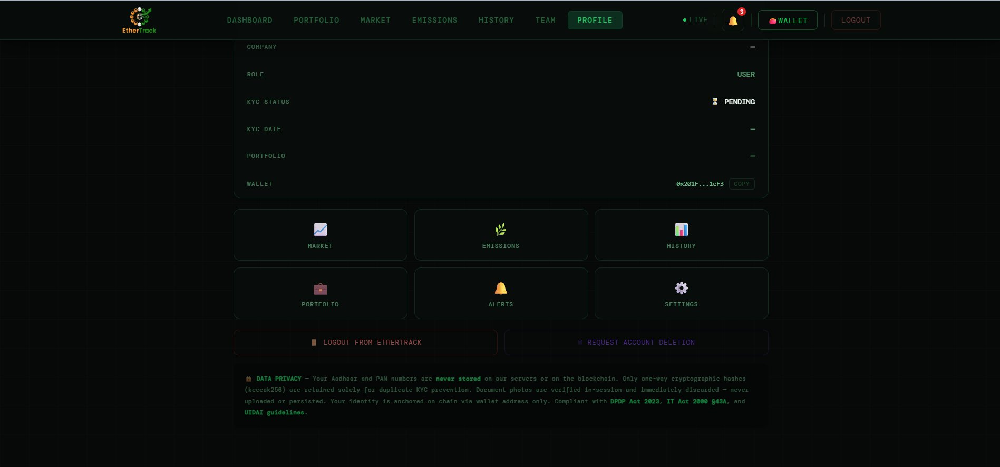 EtherTrack
DASHBOARD PORTFOLIO MARKET EMISSIONS HISTORY TEAM PROFILE
LIVE
3
WALLET
LOGOUT
COMPANY —
ROLE USER
KYC STATUS ⏳ PENDING
KYC DATE —
PORTFOLIO —
WALLET 0x201F...1eF3 COPY
MARKET
EMISSIONS
HISTORY
PORTFOLIO
ALERTS
SETTINGS
LOGOUT FROM ETHERTRACK
REQUEST ACCOUNT DELETION
DATA PRIVACY — Your Aadhaar and PAN numbers are never stored on our servers or on the blockchain. Only one-way cryptographic hashes
(keccak256) are retained solely for duplicate KYC prevention. Document photos are verified in-session and immediately discarded — never
uploaded or persisted. Your identity is anchored on-chain via wallet address only. Compliant with DPDP Act 2023, IT Act 2000 §43A, and
UIDAI guidelines.